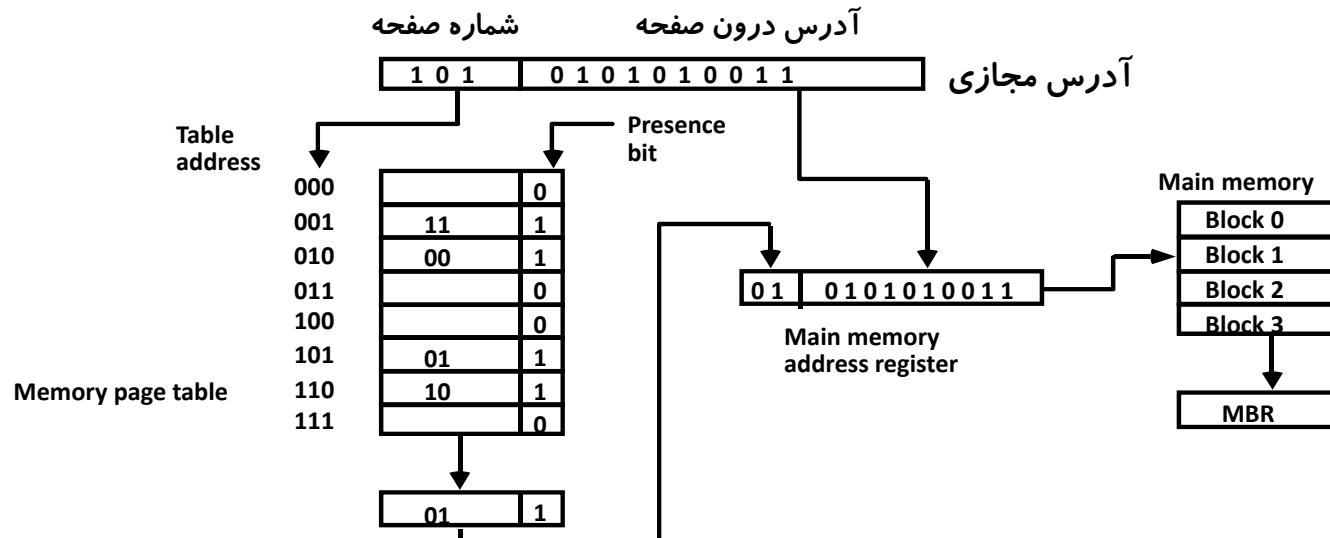 شماره صفحه
آدرس درون صفحه
1 0 1
0 1 0 1 0 1 0 0 1 1
آدرس مجازی
Table
address
Presence
bit
000
0
001
11
1
010
00
1
011
0
100
0
101
01
1
110
10
1
111
0
Memory page table
01
1
0 1
0 1 0 1 0 1 0 0 1 1
Main memory
address register
Main memory
Block 0
Block 1
Block 2
Block 3
MBR